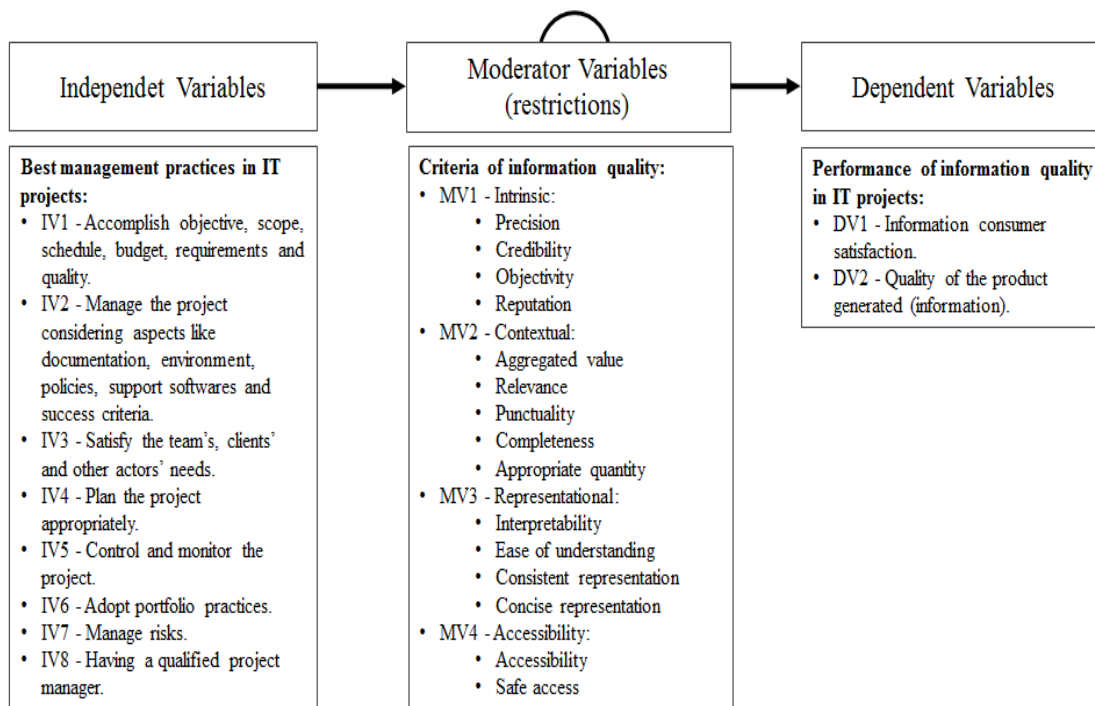 Independet Variables
Moderator Variables
(restrictions)
Dependent Variables
Best management practices in IT
projects:
• IV1 - Accomplish objective, scope,
schedule, budget, requirements and
quality.
• IV2 - Manage the project
considering aspects like
documentation, environment,
policies, support softwares and
success criteria.
• IV3 - Satisfy the team’s, clients’
and other actors’ needs.
• IV4 - Plan the project
appropriately.
• IV5 - Control and monitor the
project.
• IV6 - Adopt portfolio practices.
• IV7 - Manage risks.
• IV8 - Having a qualified project
manager.
Criteria of information quality:
• MV1 - Intrinsic:
• Precision
• Credibility
• Objectivity
• Reputation
• MV2 - Contextual:
• Aggregated value
• Relevance
• Punctuality
• Completeness
• Appropriate quantity
• MV3 - Representational:
• Interpretability
• Ease of understanding
• Consistent representation
• Concise representation
• MV4 - Accessibility:
• Accessibility
• Safe access
Performance of information quality
in IT projects:
• DV1 - Information consumer
satisfaction.
• DV2 - Quality of the product
generated (information).